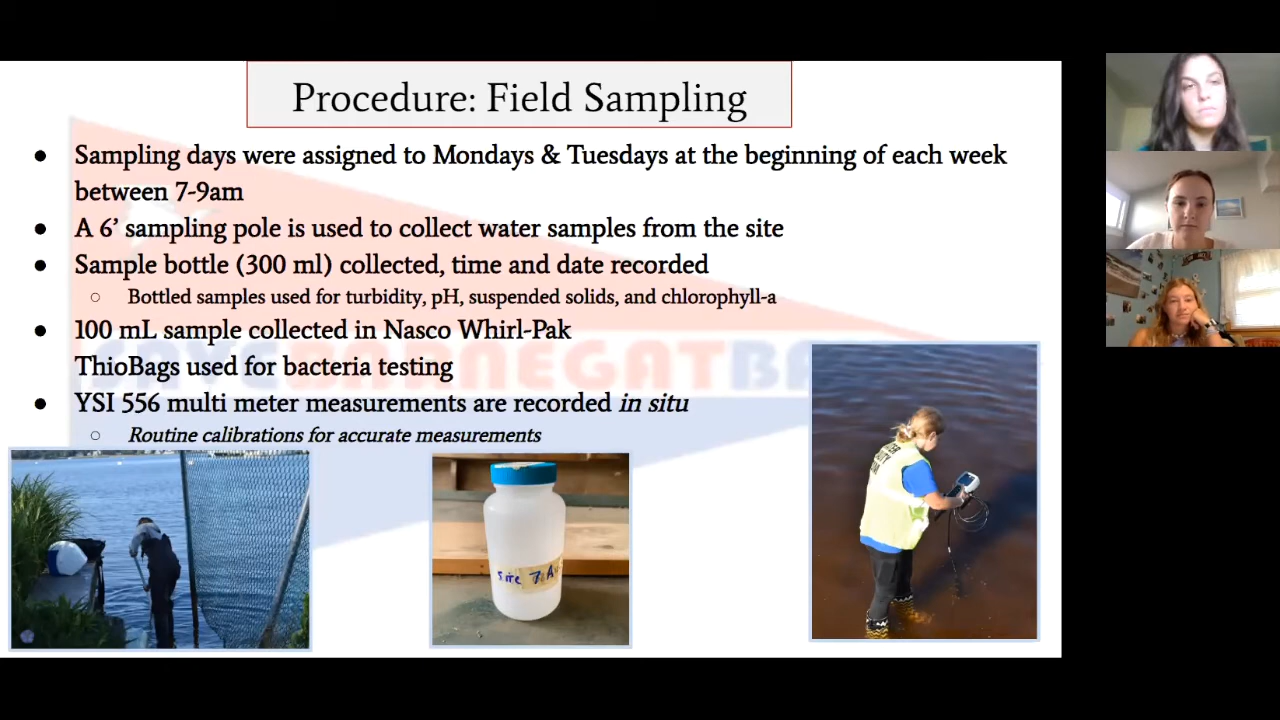 Procedure: Field Sampling
● Sampling days were assigned to Mondays & Tuesdays at the beginning of each week
between 7-9am
● A 6’ sampling pole is used to collect water samples from the site
● Sample bottle (300 ml) collected, time and date recorded
○ Bottled samples used for turbidity, pH, suspended solids, and chlorophyll-a
● 100 mL sample collected in Nasco Whirl-Pak
ThioBags used for bacteria testing
SAVEBARNEGATBA
● YSI 556 multi meter measurements are recorded in situ
○ Routine calibrations for accurate measurements
Site 7